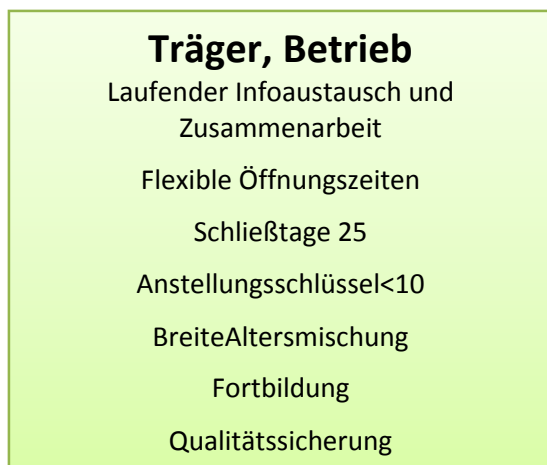 Träger, Betrieb
Laufender Infoaustausch und
Zusammenarbeit
Flexible Öffnungszeiten
Schließtage 25
Anstellungsschlüssel<10
BreiteAltersmischung
Fortbildung
Qualitätssicherung